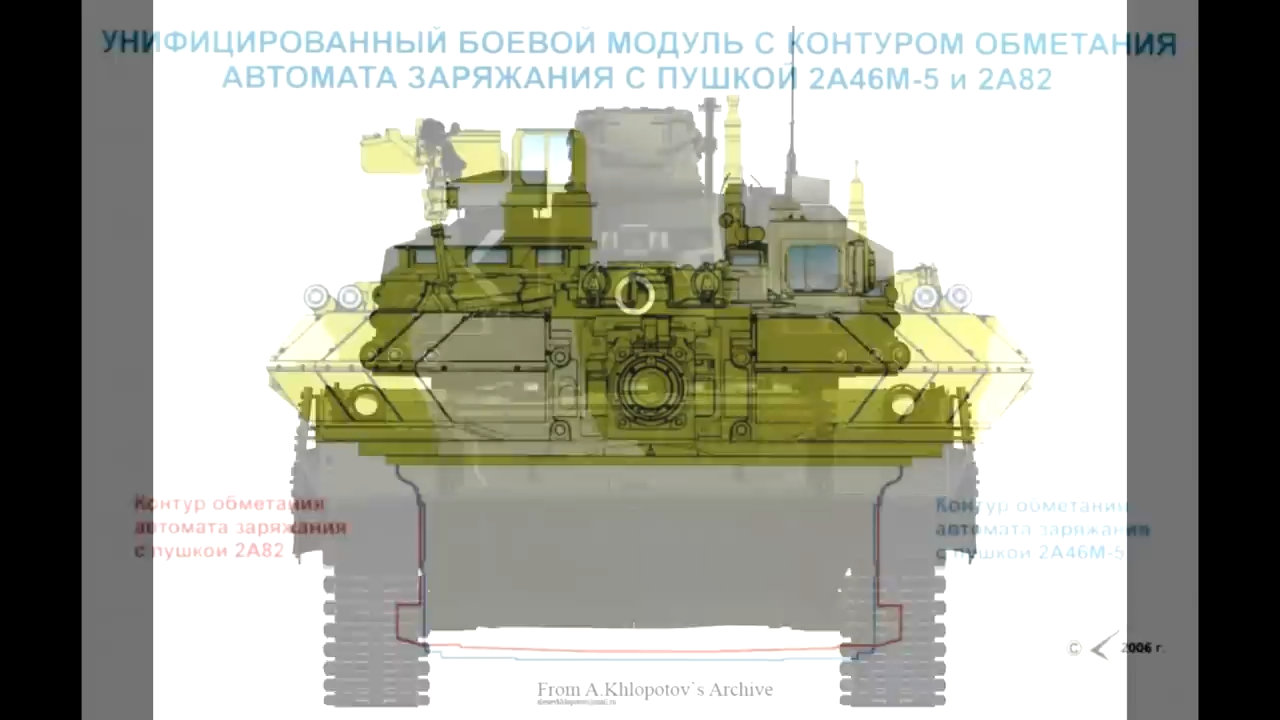 УНИФИЦИРОВАННЫЙ БОЕВОЙ МОДУЛЬ С КОНТУРОМ ОБМЕТАНИЯ
АВТОМАТА ЗАРЯЖАНИЯ С ПУШКОЙ 2А46М-5 и 2А82
Контур обметания
автомата заряжания
с пушкой 2А82
Контур обметания
автомата заряжания
с пушкой 2А46М-5
© 2006 г.
From A.Khlopotov`s Archive